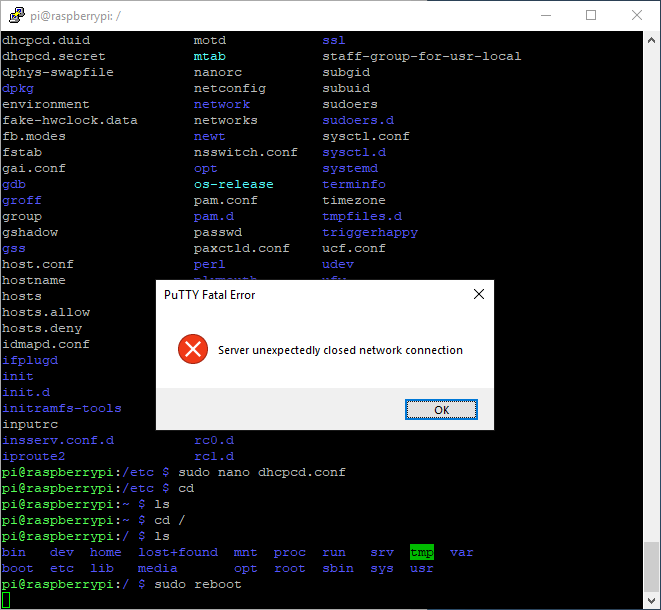 pi@raspberrypi: /
dhcpcd.duid motd ssl
dhcpcd.secret mtab staff-group-for-usr-local
dphys-swapfile nanorc subgid
dpkg netconfig subuid
environment network sudoers
fake-hwclock.data networks sudoers.d
fb.modes newt sysctl.conf
fstab nsswitch.conf sysctl.d
gai.conf opt systemd
gdb os-release terminfo
groff pam.conf timezone
group pam.d tmpfiles.d
gshadow passwd triggerhappy
gss paxctld.conf ucf.conf
host.conf perl udev
hostname
hosts
hosts.allow
hosts.deny
idmapd.conf
ifplugd
init
init.d
initramfs-tools
inputrc
insserv.conf.d rc0.d
iproute2 rc1.d
PuTTY Fatal Error
Server unexpectedly closed network connection
OK
pi@raspberrypi:/etc $ sudo nano dhcpcd.conf
pi@raspberrypi:/etc $ cd
pi@raspberrypi:~ $ ls
pi@raspberrypi:~ $ cd /
pi@raspberrypi:/ $ ls
bin dev home lost+found mnt proc run srv tmp var
boot etc lib media opt root sbin sys usr
pi@raspberrypi:/ $ sudo reboot